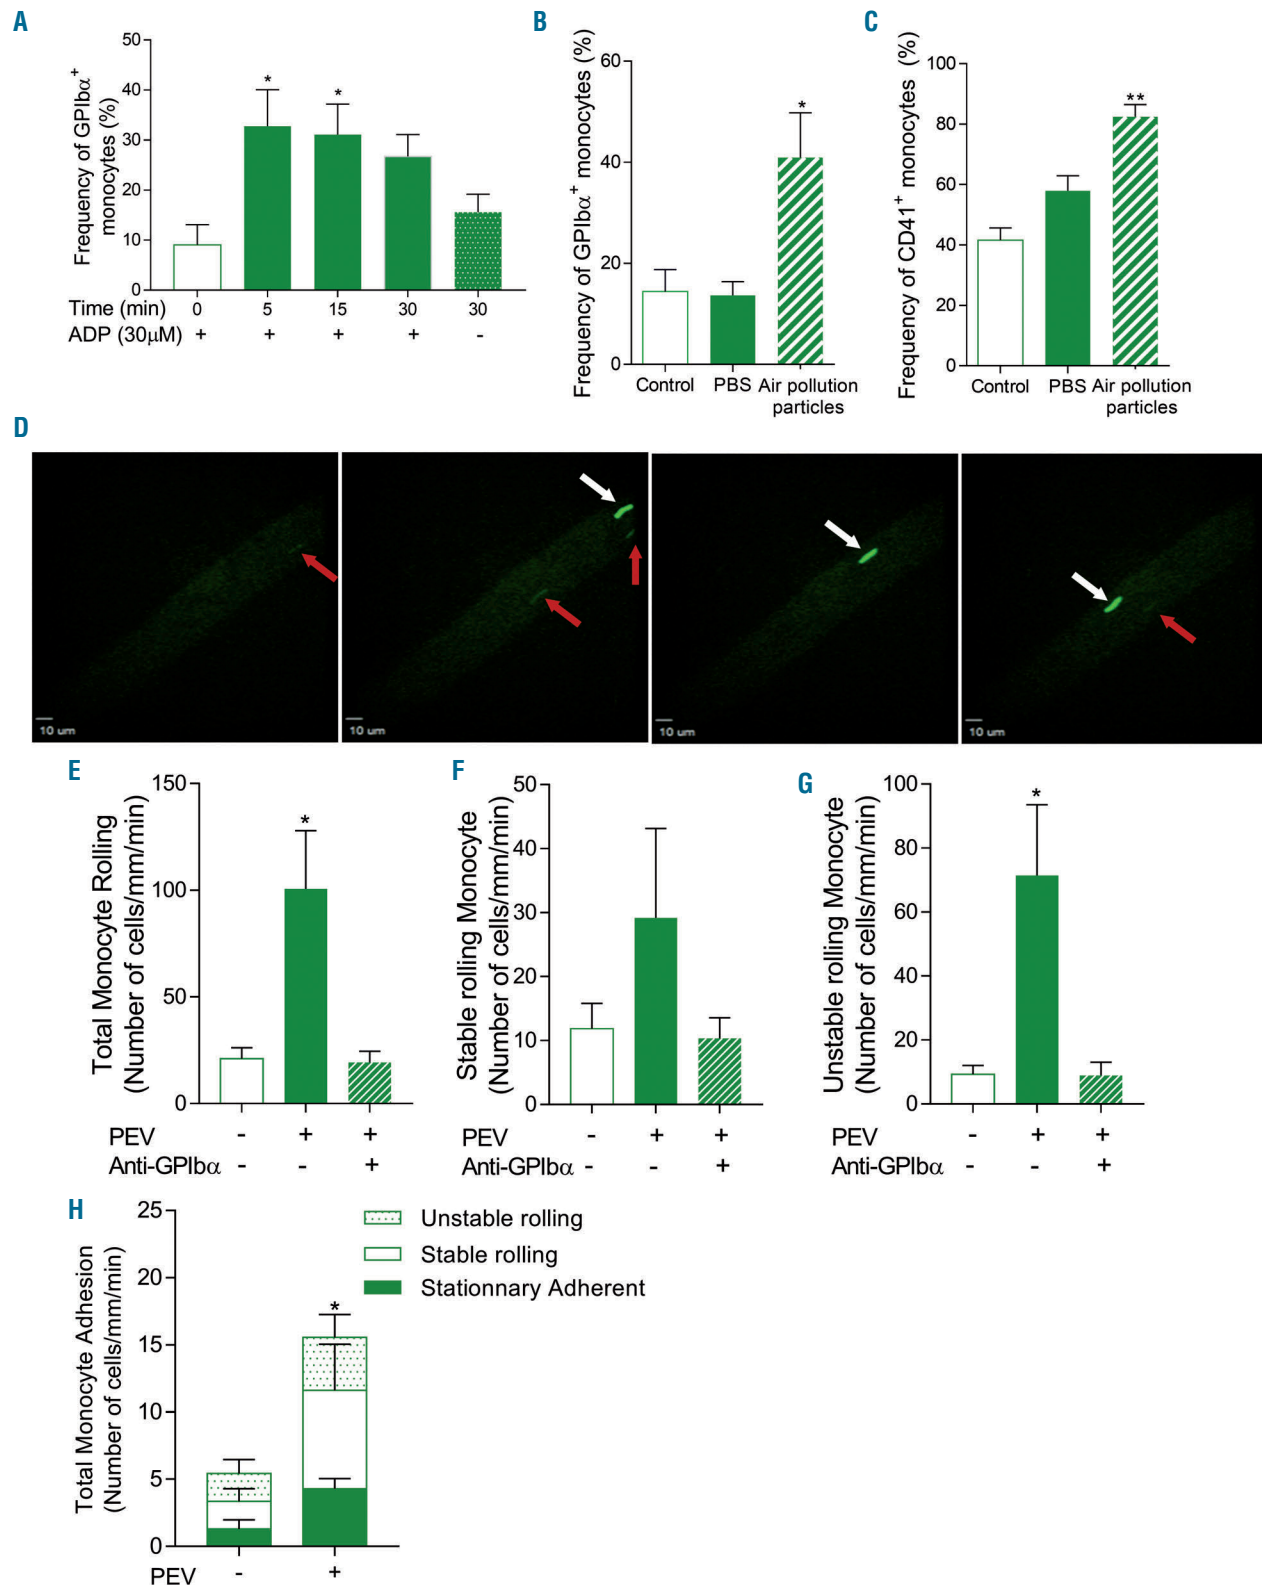 A
Frequency of GPIbα+
monocytes (%)
50
40
30
20
10
0
Time (min) 0 5 15 30 30
ADP (30μM) + + + + -
* *
B
Frequency of GPIbα+ monocytes (%)
60
40
20
0
*
Control PBS Air pollution
particles
C
Frequency of CD41+ monocytes (%)
100
80
60
40
20
0
**
Control PBS Air pollution
particles
D
10 um 10 um 10 um 10 um
E
Total Monocyte Rolling
(Number of cells/mm/min)
150
100
50
0
*
PEV - + +
Anti-GPIbα - - +
F
Stable rolling Monocyte
(Number of cells/mm/min)
50
40
30
20
10
0
PEV - + +
Anti-GPIbα - - +
G
Unstable rolling Monocyte
(Number of cells/mm/min)
100
80
60
40
20
0
*
PEV - + +
Anti-GPIbα - - +
H
Total Monocyte Adhesion
(Number of cells/mm/min)
25
20
15
10
5
0
*
PEV - +
Unstable rolling
Stable rolling
Stationnary Adherent